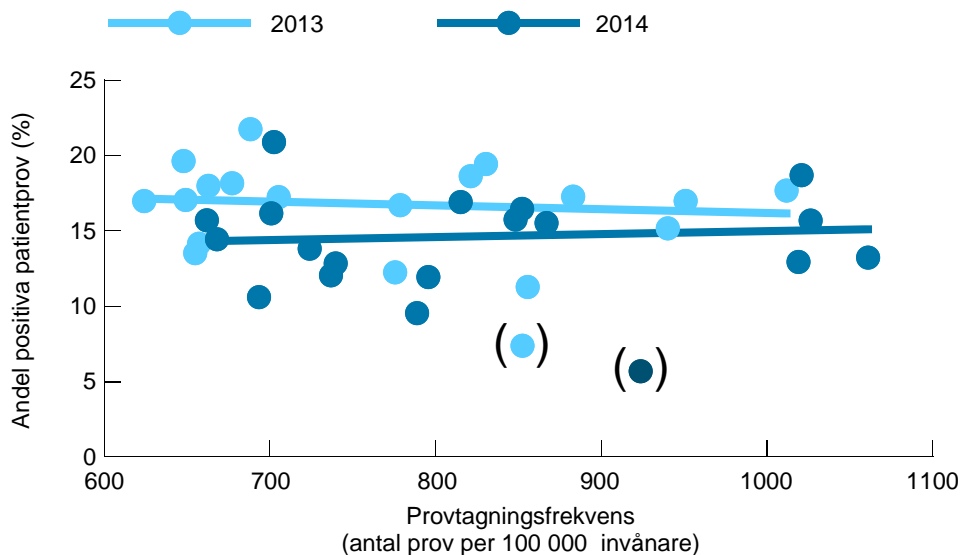 2013 2014
Andel positiva patientprov (%)
25
20
15
10
5
0
600 700 800 900 1000 1100
( ) ( )
Provtagningsfrekvens
(antal prov per 100 000 invånare)